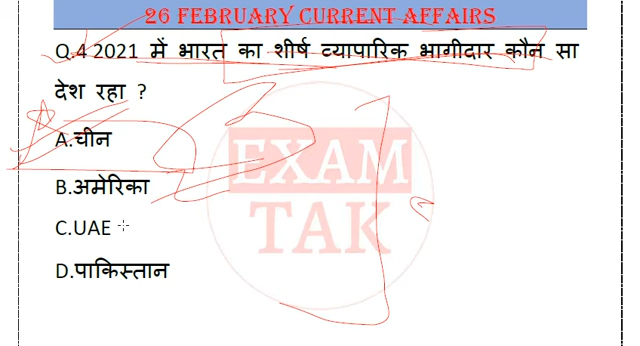 26 FEBRUARY CURRENT AFFAIRS
Q.4 2021 में भारत का शीर्ष व्यापारिक भागीदार कौन सा
देश रहा ?
A.चीन
B.अमेरिका
C.UAE
D.पाकिस्तान
EXAM
TAK